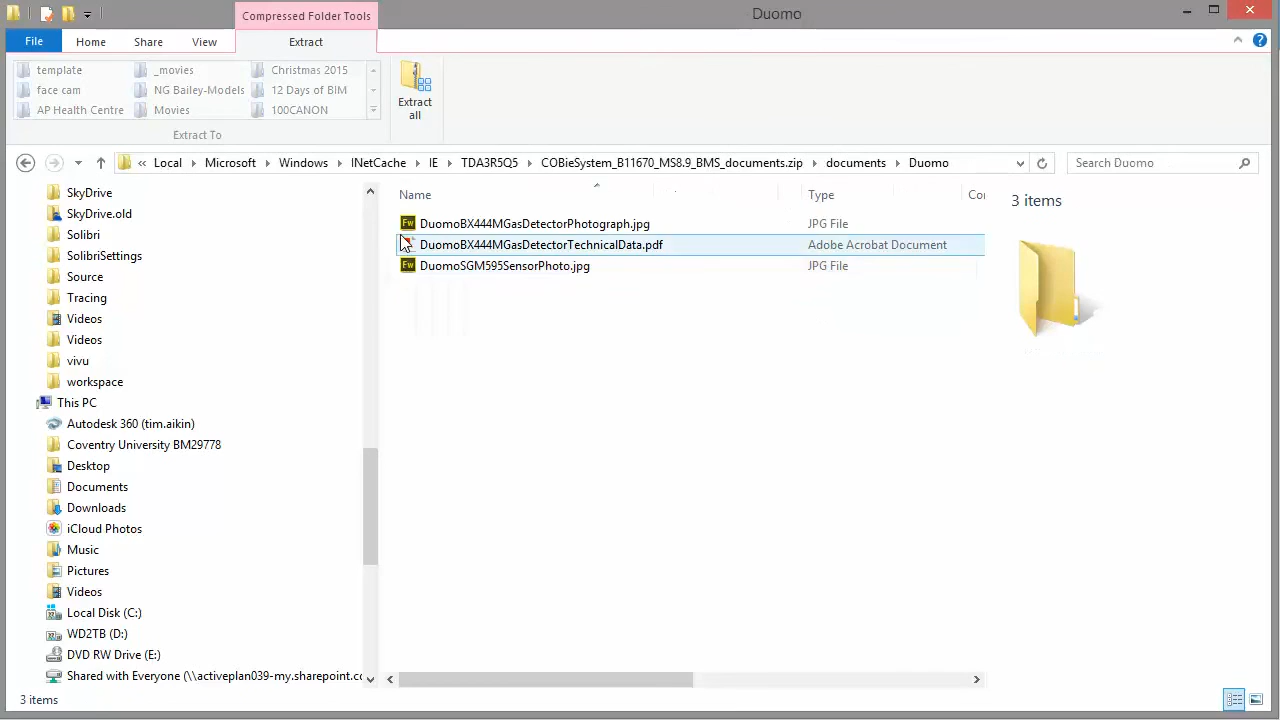 Compressed Folder Tools
Duomo
File Home Share View Extract
template _movies Christmas 2015
face cam NG Bailey-Models 12 Days of BIM
AP Health Centre Movies 100CANON
Extract all
Extract To
« Local Microsoft Windows INetCache IE TDA3R5Q5 COBieSystem_B11670_MS8.9_BMS_documents.zip documents Duomo
Search Duomo
SkyDrive
SkyDrive.old
Solibri
SolibriSettings
Source
Tracing
Videos
Videos
vivu
workspace
This PC
Autodesk 360 (tim.aikin)
Coventry University BM29778
Desktop
Documents
Downloads
iCloud Photos
Music
Pictures
Videos
Local Disk (C:)
WD2TB (D:)
DVD RW Drive (E:)
Shared with Everyone (\\activeplan039-my.sharepoint.cc
Name Type Co
Fw DuomoBX444MGasDetectorPhotograph.jpg JPG File
DuomoBX444MGasDetectorTechnicalData.pdf Adobe Acrobat Document
Fw DuomoSGM595SensorPhoto.jpg JPG File
3 items
3 items